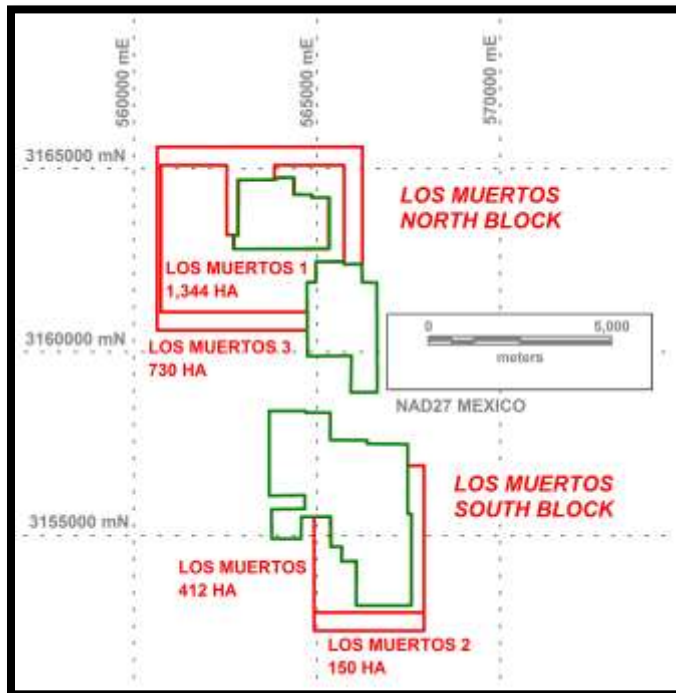 560000 mE
565000 mE
570000 mE
3165000 mN
LOS MUERTOS
NORTH BLOCK
LOS MUERTOS 1
1,344 HA
0 5,000
meters
3160000 mN
LOS MUERTOS 3
730 HA
NAD27 MEXICO
LOS MUERTOS
SOUTH BLOCK
3155000 mN
LOS MUERTOS
412 HA
LOS MUERTOS 2
150 HA